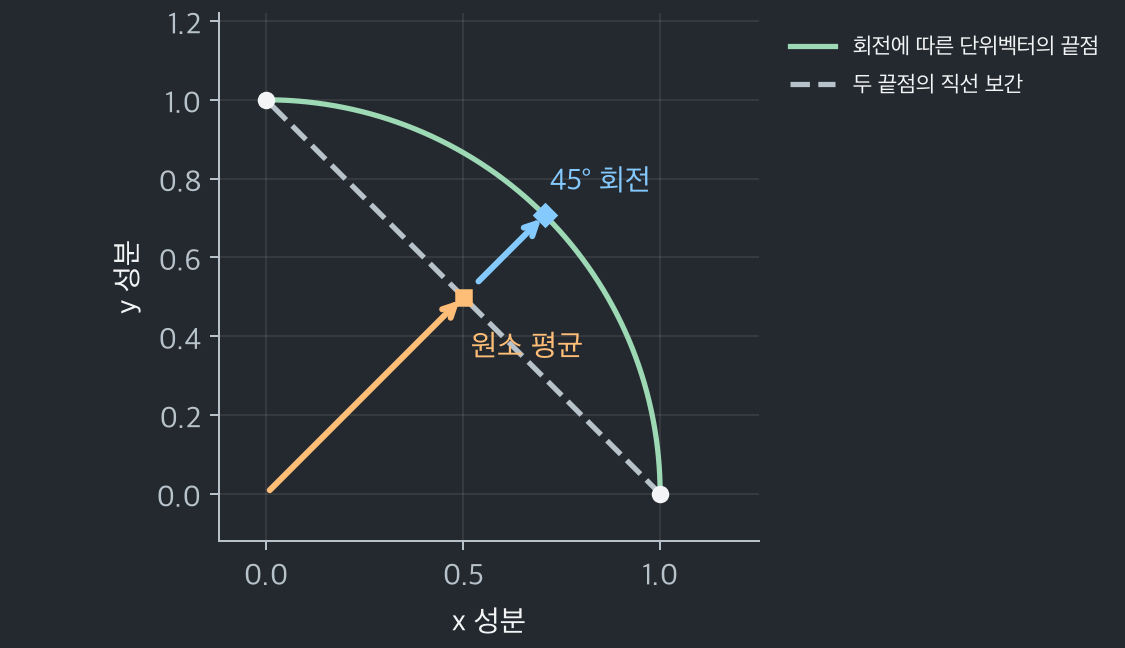 1.2
1.0
0.8
0.6
0.4
0.2
0.0
y 성분
0.0 0.5 1.0
x 성분
45° 회전
원소 평균
회전에 따른 단위벡터의 끝점
두 끝점의 직선 보간